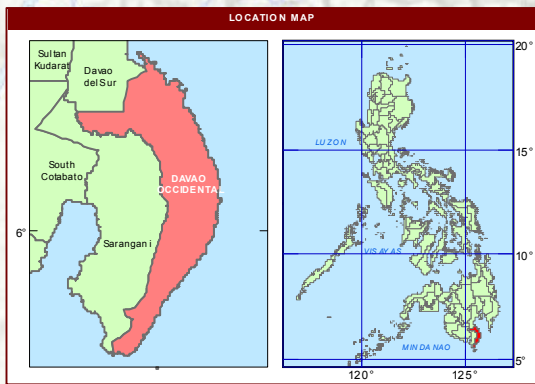 LOCATION MAP
Sultan
Kudarat
Davao
del Sur
South
Cotabato
DAVAO
OCCIDENTAL
Sarangani
6°
20°
LUZON
15°
VISAYAS
10°
MINDANAO
5°
120°
125°